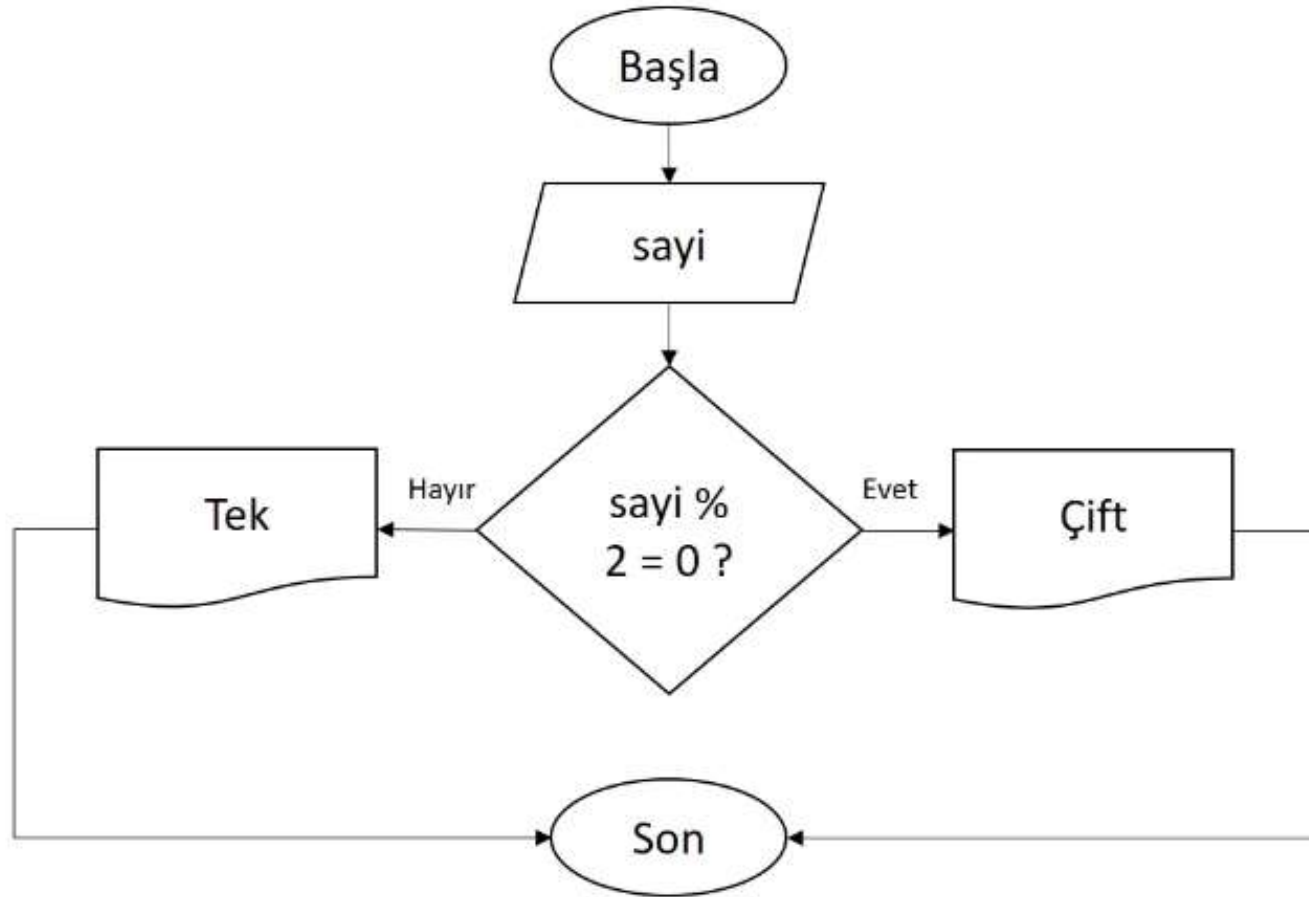 Başla
sayi
Tek
Hayır
sayi %
2 = 0 ?
Evet
Çift
Son